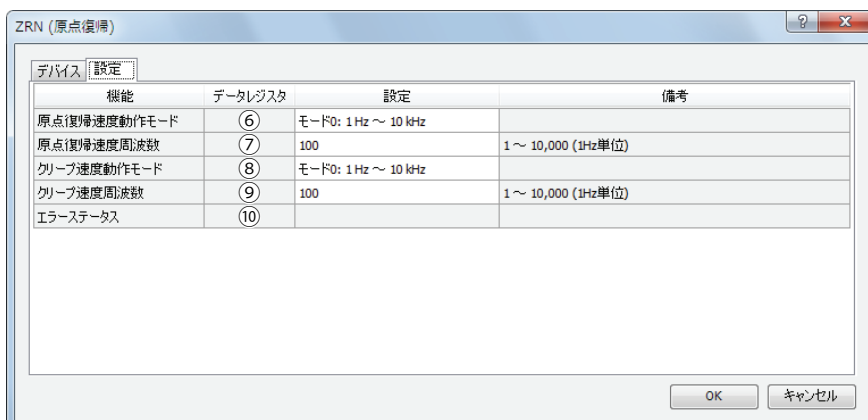 ZRN (原点復帰)
デバイス 設定
機能 データレジスタ 設定 備考
原点復帰速度動作モード ⑥ モード0: 1 Hz ～ 10 kHz
原点復帰速度周波数 ⑦ 100 1 ～ 10,000 (1Hz単位)
クリープ速度動作モード ⑧ モード0: 1 Hz ～ 10 kHz
クリープ速度周波数 ⑨ 100 1 ～ 10,000 (1Hz単位)
エラーステータス ⑩
OK キャンセル